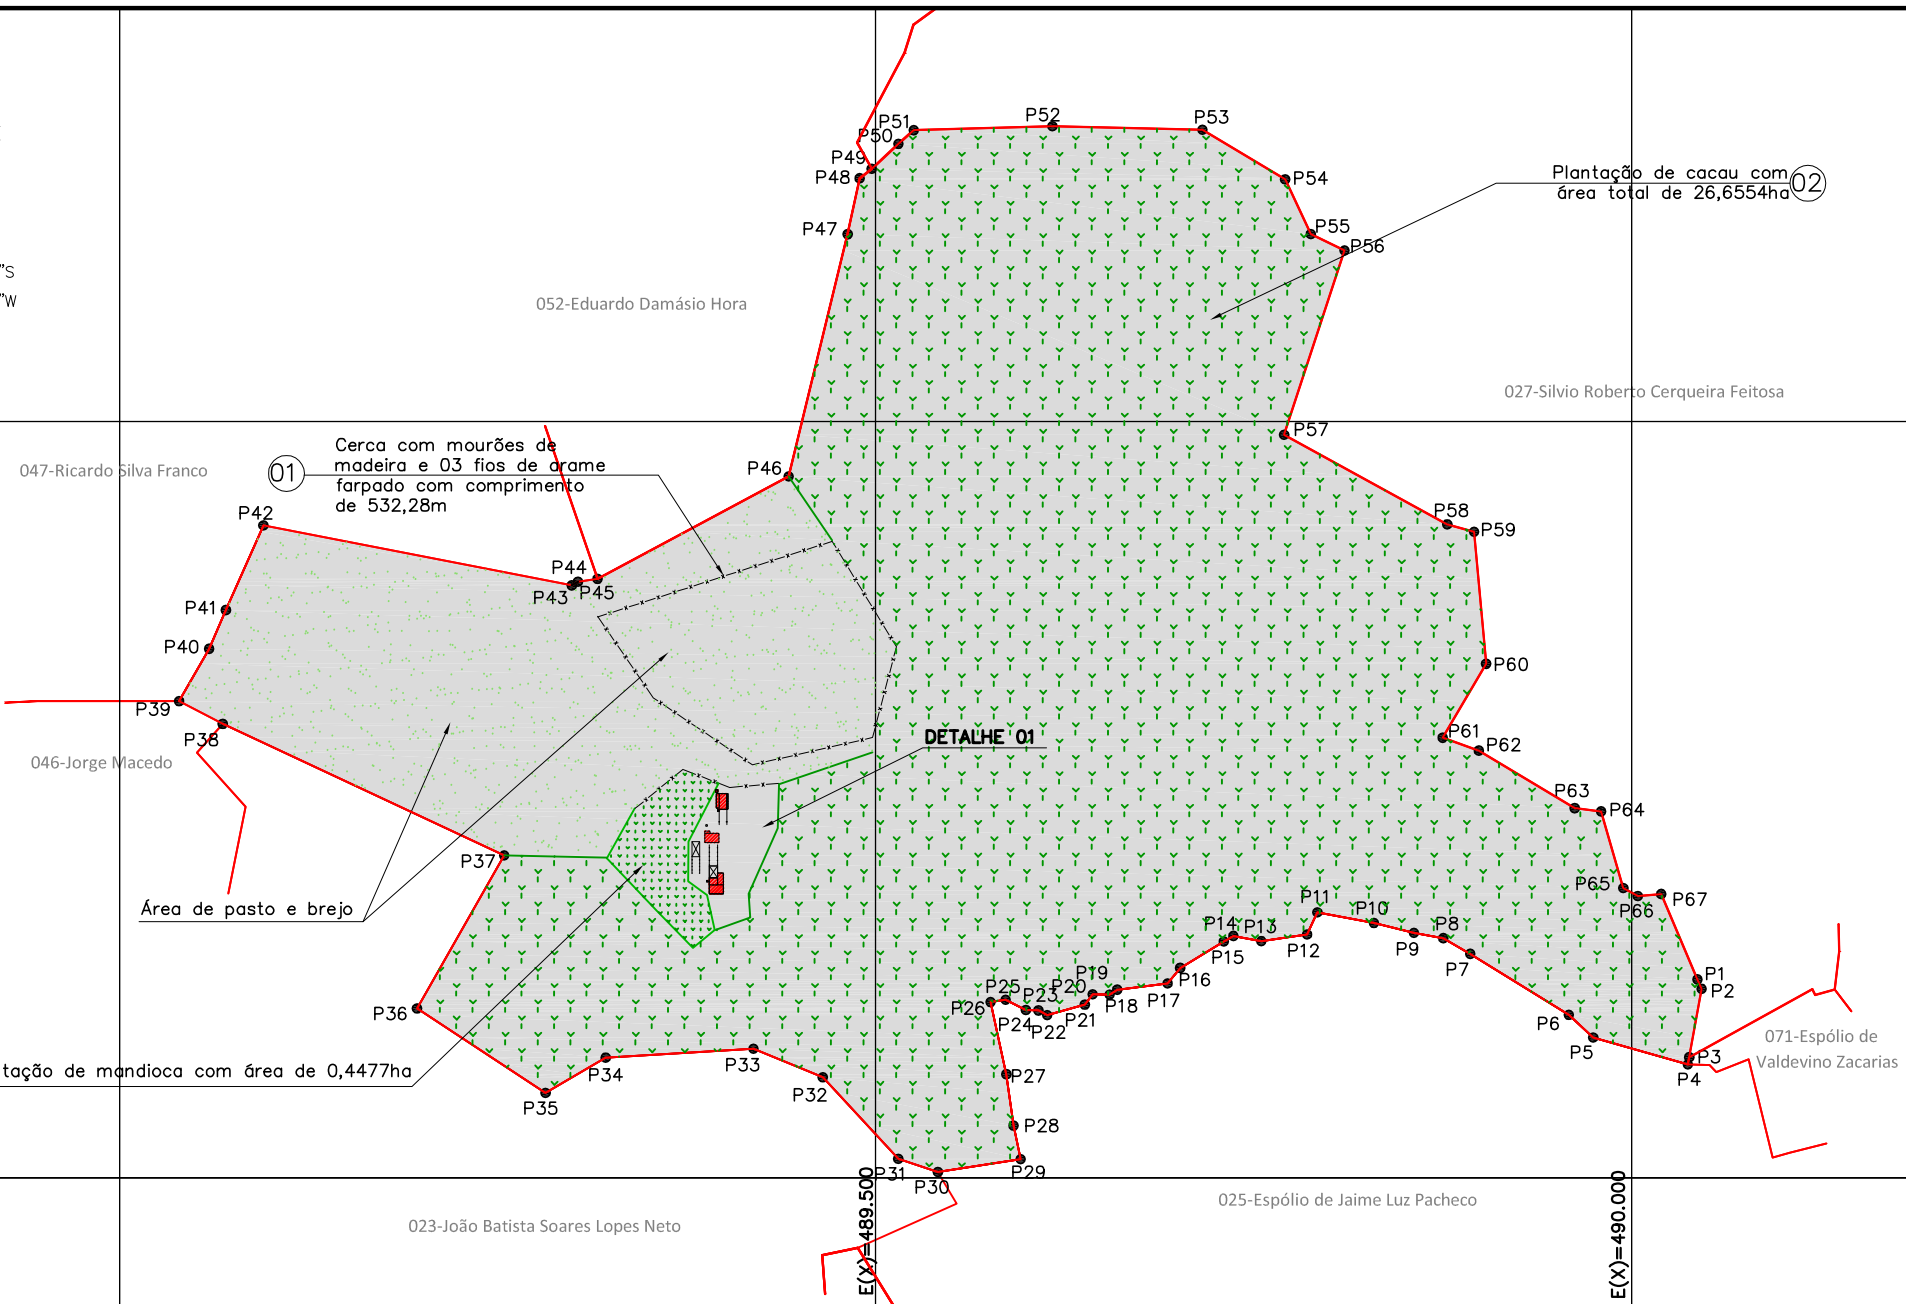 P51
P52
P53
P50
P49
P48
P54
Plantação de cacau com
área total de 26,6554ha
02
P47
P55
P56
"S
"W
052-Eduardo Damásio Hora
027-Silvio Roberto Cerqueira Feitosa
P57
Cerca com mourões de
madeira e 03 fios de arame
farpado com comprimento
de 532,28m
01
047-Ricardo Silva Franco
P46
P42
P58
P59
P44
P43
P45
P41
P40
P60
P39
P38
P61
P62
DETALHE 01
046-Jorge Macedo
P63
P64
P37
P65
P66
P67
Área de pasto e brejo
P11
P10
P9
P8
P7
P14
P13
P12
P15
P16
P1
P2
P19
P20
P18
P17
P25
P26
P23
P24
P22
P21
P36
P6
P5
P3
P4
071-Espólio de
Valdevino Zacarias
P33
P34
P32
P35
P27
tação de mandioca com área de 0,4477ha
P28
P31
P30
P29
E(X)=489.500
E(X)=490.000
025-Espólio de Jaime Luz Pacheco
023-João Batista Soares Lopes Neto